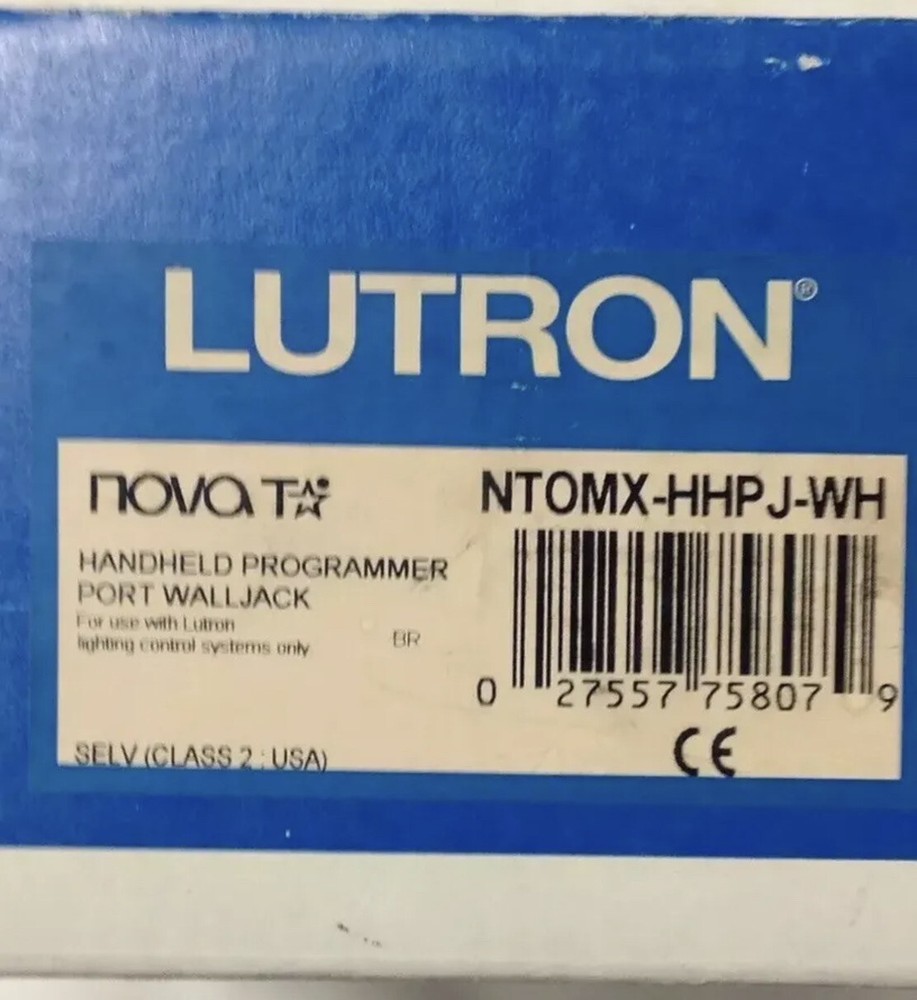 LUTRON®
nova T☆
NTOMX-HHPJ-WH
HANDHELD PROGRAMMER
PORT WALLJACK
For use with Lutron
lighting control systems only
BR
0 27557 75807 9
SELV (CLASS 2 : USA)
CE